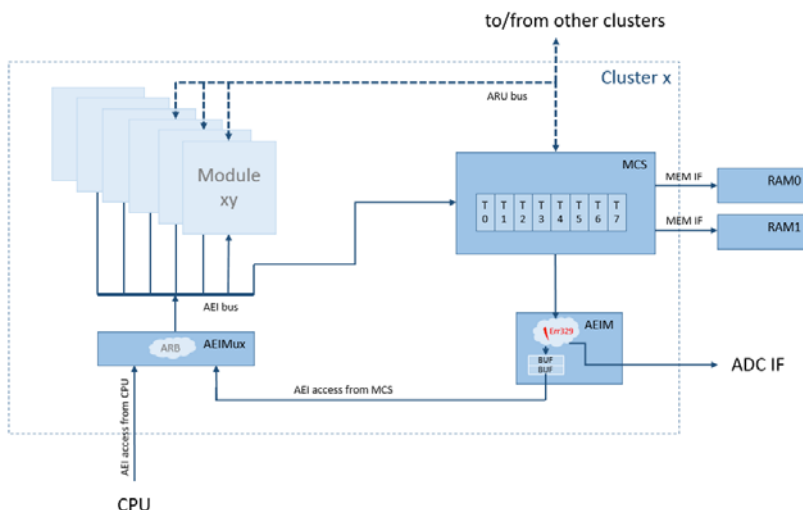 to/from other clusters
Cluster x
ARU bus
Module
xy
MCS
T T T T T T T T
0 1 2 3 4 5 6 7
MEM IF
RAM0
MEM IF
RAM1
AEI bus
ARB
AEIMux
AEIM
Err329
BUF
BUF
ADC IF
AEI access from MCS
AEI access from CPU
CPU